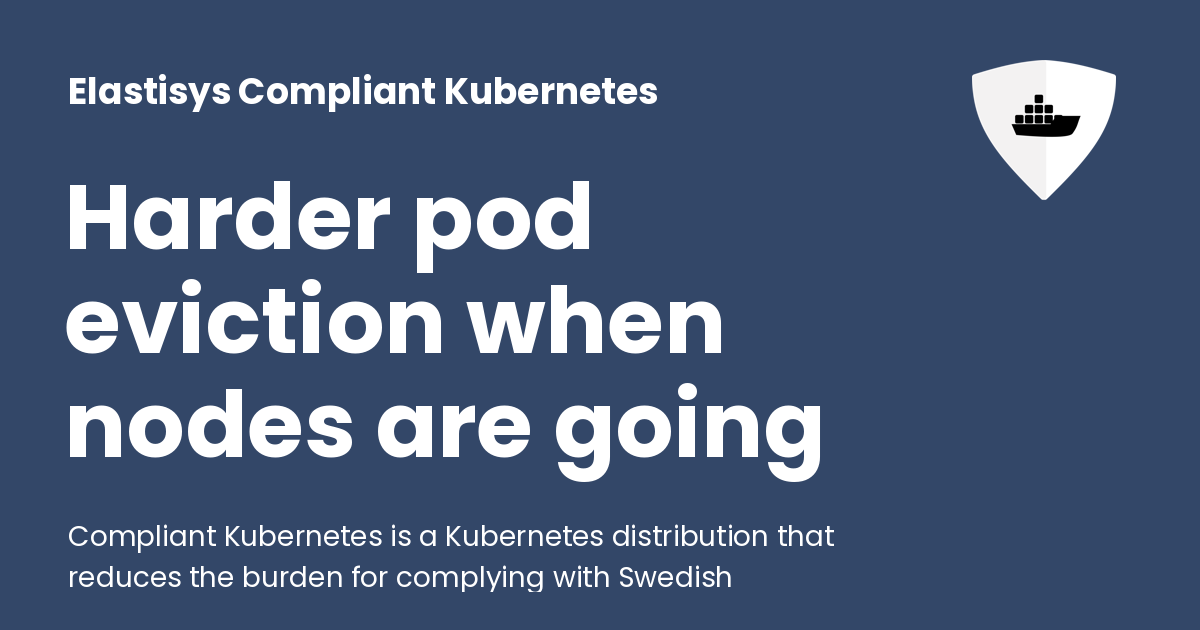 Elastisys Compliant Kubernetes
Harder pod
eviction when
nodes are going
Compliant Kubernetes is a Kubernetes distribution that
reduces the burden for complying with Swedish